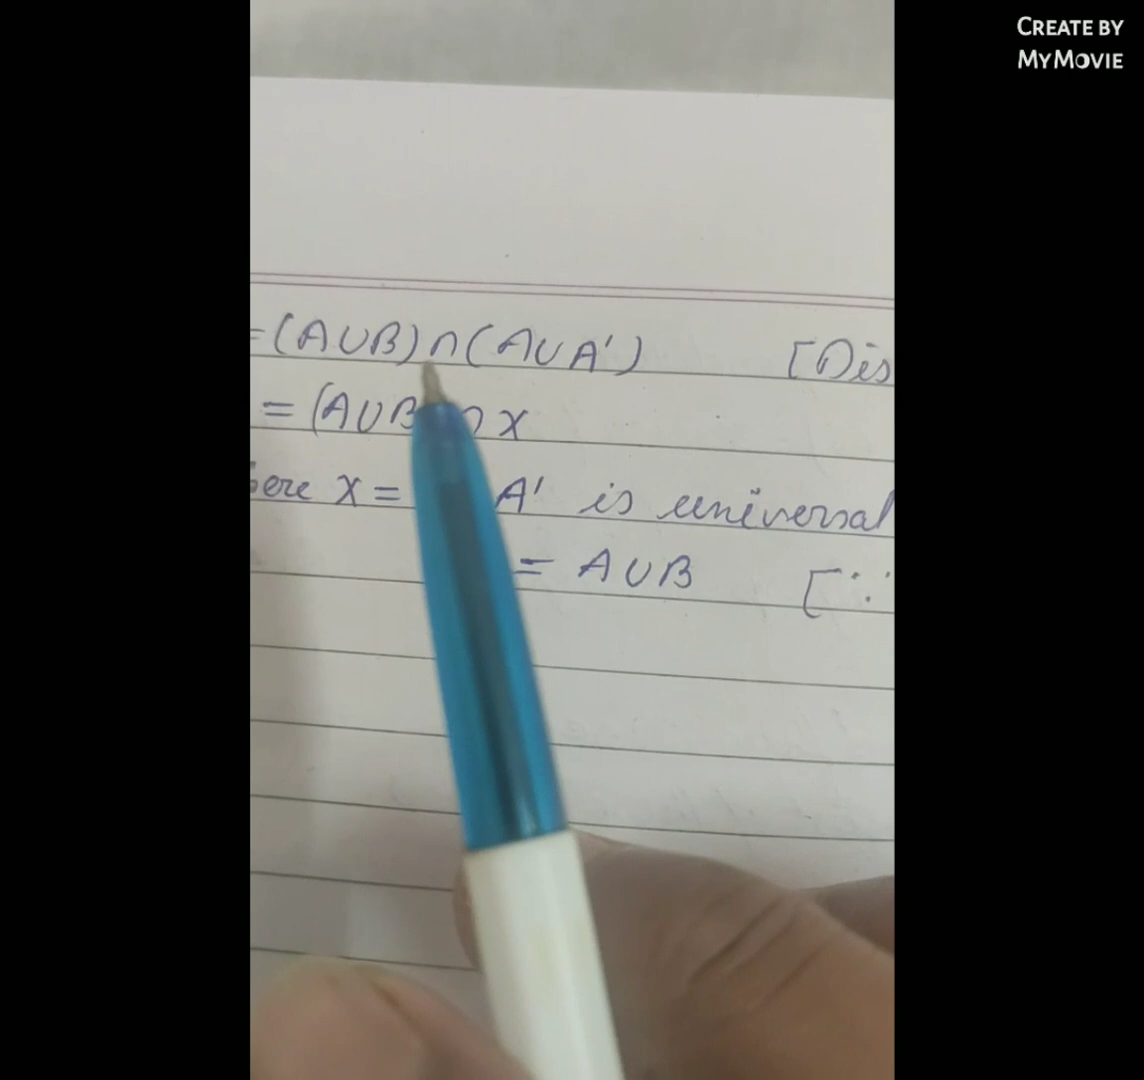 CREATE BY
MYMOVIE
=(A∪B)∩(A∪A') [Dis
= (A∪B ∩ X
ere X = A' is universal
= A∪B [∵